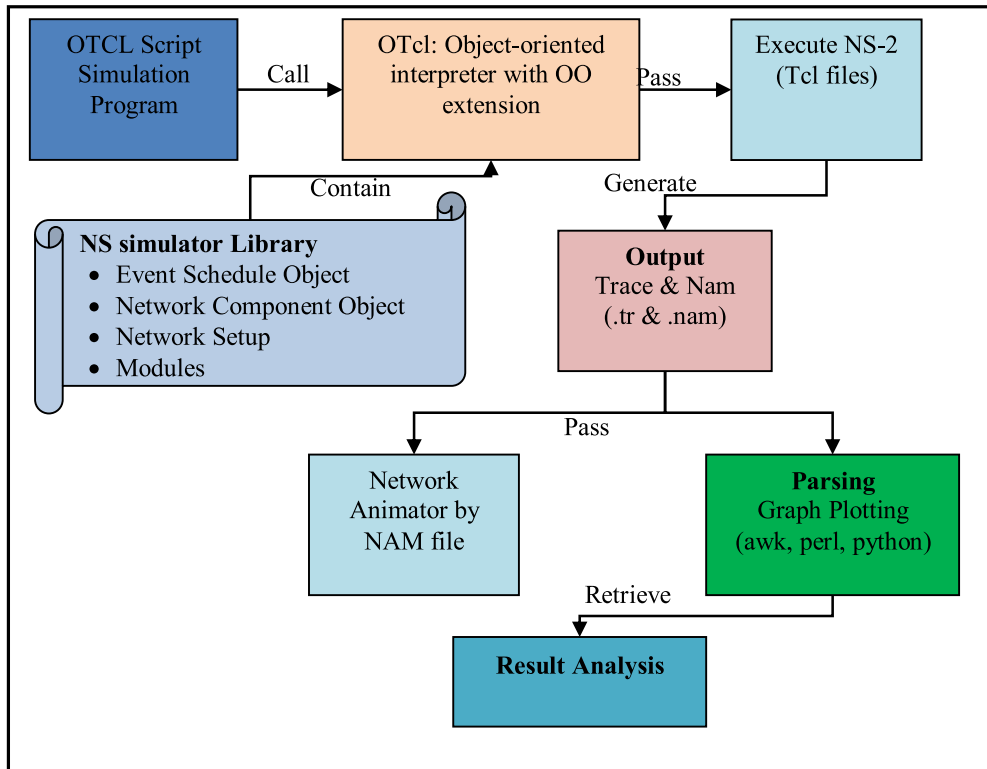 OTCL Script
Simulation
Program
Call
OTcl: Object-oriented
interpreter with OO
extension
Pass
Execute NS-2
(Tcl files)
Contain
Generate
NS simulator Library
• Event Schedule Object
• Network Component Object
• Network Setup
• Modules
Output
Trace & Nam
(.tr & .nam)
Pass
Network
Animator by
NAM file
Parsing
Graph Plotting
(awk, perl, python)
Retrieve
Result Analysis